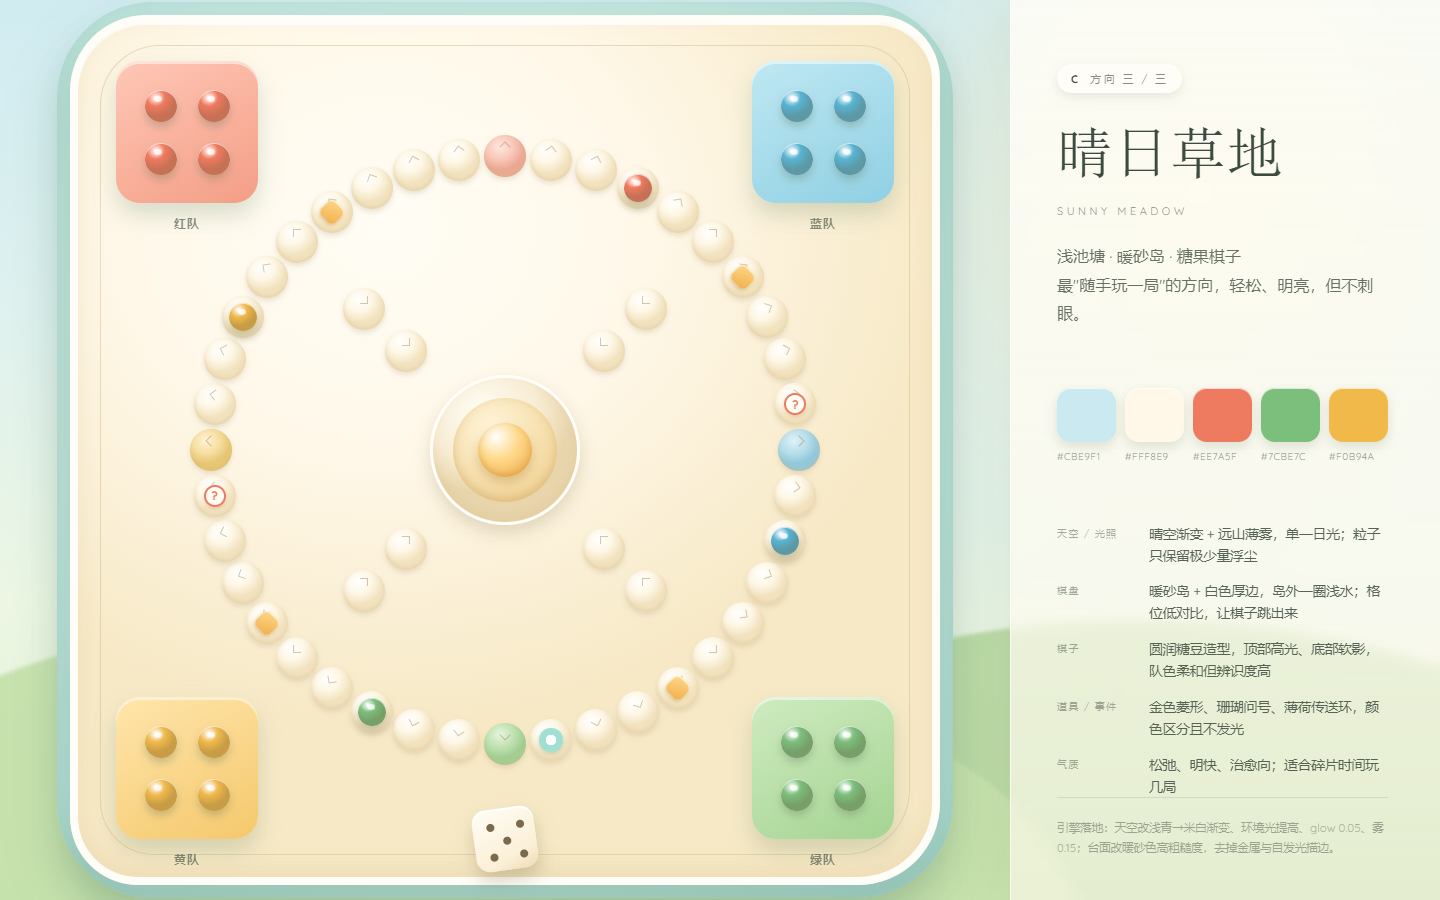 红队
蓝队
?
?
黄队
绿队
C 方向 三 / 三
晴日草地
SUNNY MEADOW
浅池塘 · 暖砂岛 · 糖果棋子
最"随手玩一局"的方向，轻松、明亮，但不刺
眼。
#CBE9F1 #FFF8E9 #EE7A5F #7CBE7C #F0B94A
天空 / 光照 晴空渐变 + 远山薄雾，单一日光；粒子
只保留极少量浮尘
棋盘 暖砂岛 + 白色厚边，岛外一圈浅水；格
位低对比，让棋子跳出来
棋子 圆润糖豆造型，顶部高光、底部软影，
队色柔和但辨识度高
道具 / 事件 金色菱形、珊瑚问号、薄荷传送环，颜
色区分且不发光
气质 松弛、明快、治愈向；适合碎片时间玩
几局
引擎落地：天空改浅青→米白渐变、环境光提高、glow 0.05、雾
0.15；台面改暖砂色高粗糙度，去掉金属与自发光描边。